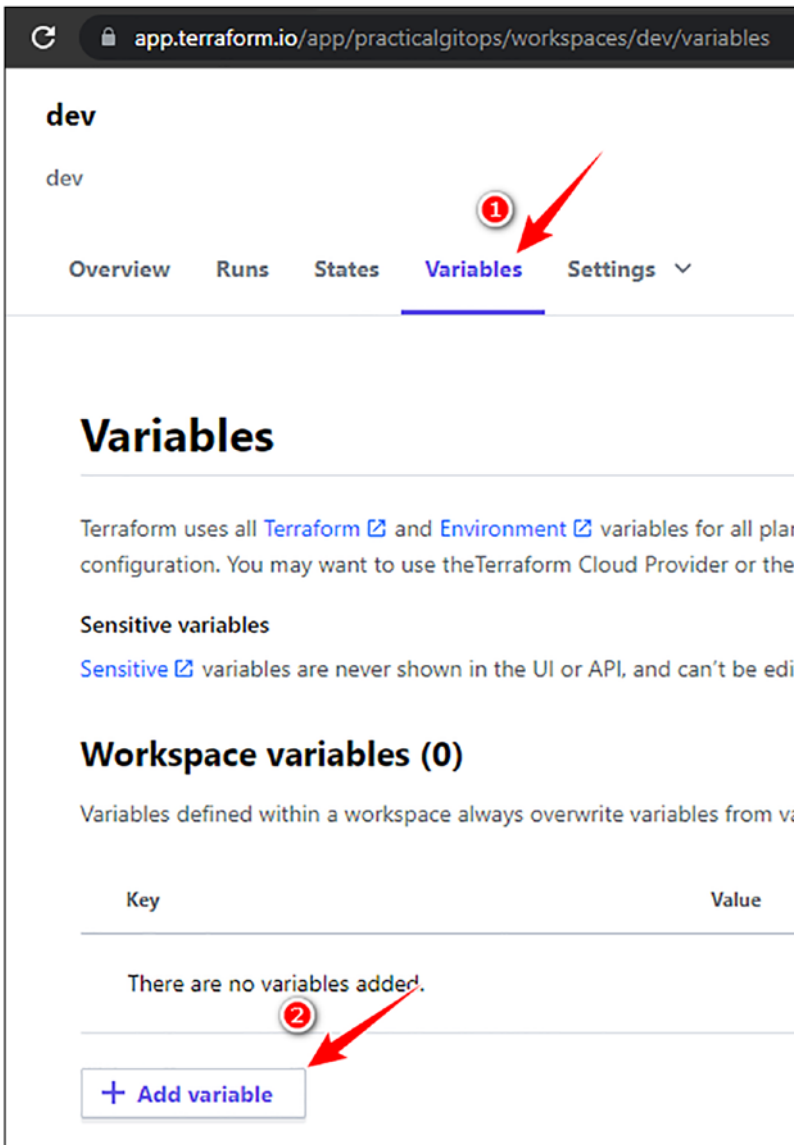 app.terraform.io/app/practicalgitops/workspaces/dev/variables
dev
dev
1
Overview Runs States Variables Settings
Variables
Terraform uses all Terraform and Environment variables for all plan
configuration. You may want to use theTerraform Cloud Provider or the
Sensitive variables
Sensitive variables are never shown in the UI or API, and can't be edi
Workspace variables (0)
Variables defined within a workspace always overwrite variables from va
Key Value
There are no variables added.
2
+ Add variable